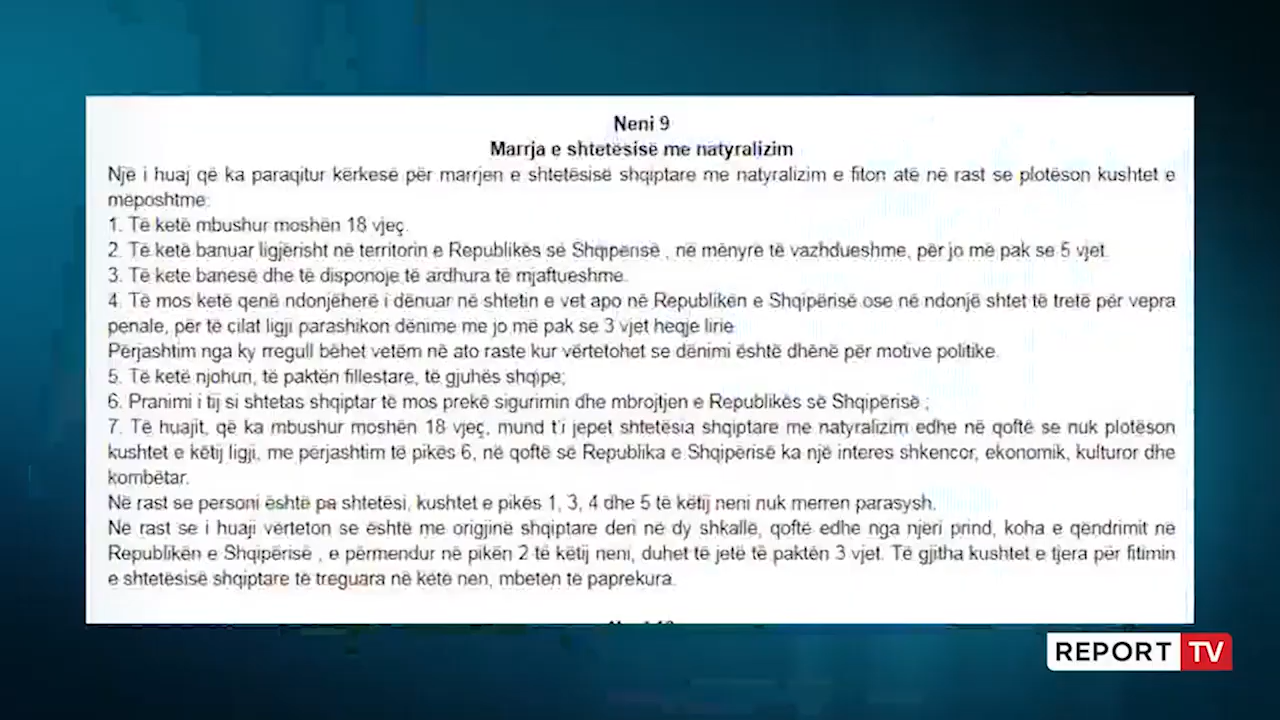 Neni 9
Marrja e shtetësisë me natyralizim
Një i huaj që ka paraqitur kërkesë për marrjen e shtetësisë shqiptare me natyralizim e fiton atë në rast se plotëson kushtet e
mëposhtme:
1. Të ketë mbushur moshën 18 vjeç.
2. Të ketë banuar ligjërisht në territorin e Republikës së Shqipërisë , në mënyrë të vazhdueshme, për jo më pak se 5 vjet.
3. Të kete banesë dhe të disponoje të ardhura të mjaftueshme.
4. Të mos ketë qenë ndonjëherë i dënuar në shtetin e vet apo në Republikën e Shqipërisë ose në ndonjë shtet të tretë për vepra
penale, për të cilat ligji parashikon dënime me jo më pak se 3 vjet heqje lirie
Përjashtim nga ky rregull bëhet vetëm në ato raste kur vërtetohet se dënimi është dhënë për motive politike.
5. Të ketë njohun, të paktën fillestare, të gjuhës shqipe;
6. Pranimi i tij si shtetas shqiptar të mos prekë sigurimin dhe mbrojtjen e Republikës së Shqipërisë ;
7. Të huajit, që ka mbushur moshën 18 vjeç, mund t'i jepet shtetësia shqiptare me natyralizim edhe në qoftë se nuk plotëson
kushtet e këtij ligji, me përjashtim të pikës 6, në qoftë së Republika e Shqipërisë ka një interes shkencor, ekonomik, kulturor dhe
kombëtar.
Në rast se personi është pa shtetësi, kushtet e pikës 1, 3, 4 dhe 5 të këtij neni nuk merren parasysh.
Në rast se i huaji vërteton se është me origjinë shqiptare deri në dy shkallë, qoftë edhe nga njëri prind, koha e qëndrimit në
Republikën e Shqipërisë , e përmendur në pikën 2 të këtij neni, duhet të jetë të paktën 3 vjet. Të gjitha kushtet e tjera për fitimin
e shtetësisë shqiptare të treguara në këtë nen, mbeten të paprekura.
REPORT TV